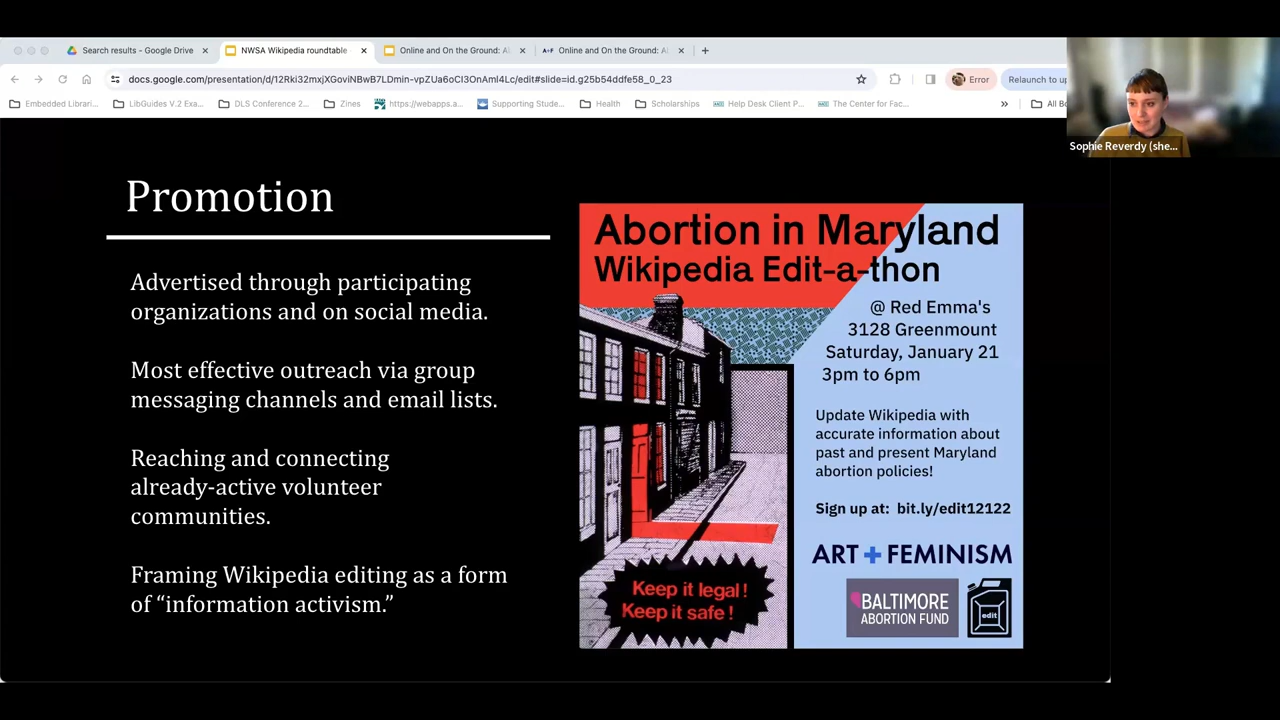 Search results - Google Drive
NWSA Wikipedia roundtable
Online and On the Ground: A
Online and On the Ground: A
docs.google.com/presentation/d/12Rki32mxjXGoviNBwB7LDmin-vpZUa6oCI3OnAmI4Lc/edit#slide=id.g25b54ddfe58_0_23
Error
Relaunch to up
Embedded Librari...
LibGuides V.2 Exa...
DLS Conference 2...
Zines
https://webapps.a...
Supporting Stude...
Health
Scholarships
Help Desk Client P...
The Center for Fac...
All Bo
Sophie Reverdy (she...
Promotion
Advertised through participating
organizations and on social media.
Most effective outreach via group
messaging channels and email lists.
Reaching and connecting
already-active volunteer
communities.
Framing Wikipedia editing as a form
of “information activism.”
Abortion in Maryland
Wikipedia Edit-a-thon
@ Red Emma's
3128 Greenmount
Saturday, January 21
3pm to 6pm
Update Wikipedia with
accurate information about
past and present Maryland
abortion policies!
Sign up at: bit.ly/edit12122
ART + FEMINISM
BALTIMORE
ABORTION FUND
edit
Keep it legal!
Keep it safe!